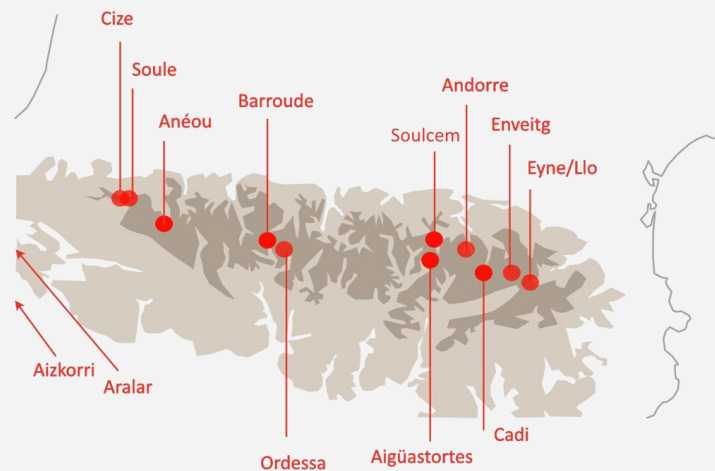 Cize
Soule
Anéou
Barroude
Soulcem
Andorre
Enveitg
Eyne/Llo
Aizkorri
Aralar
Ordessa
Aigüastortes
Cadi